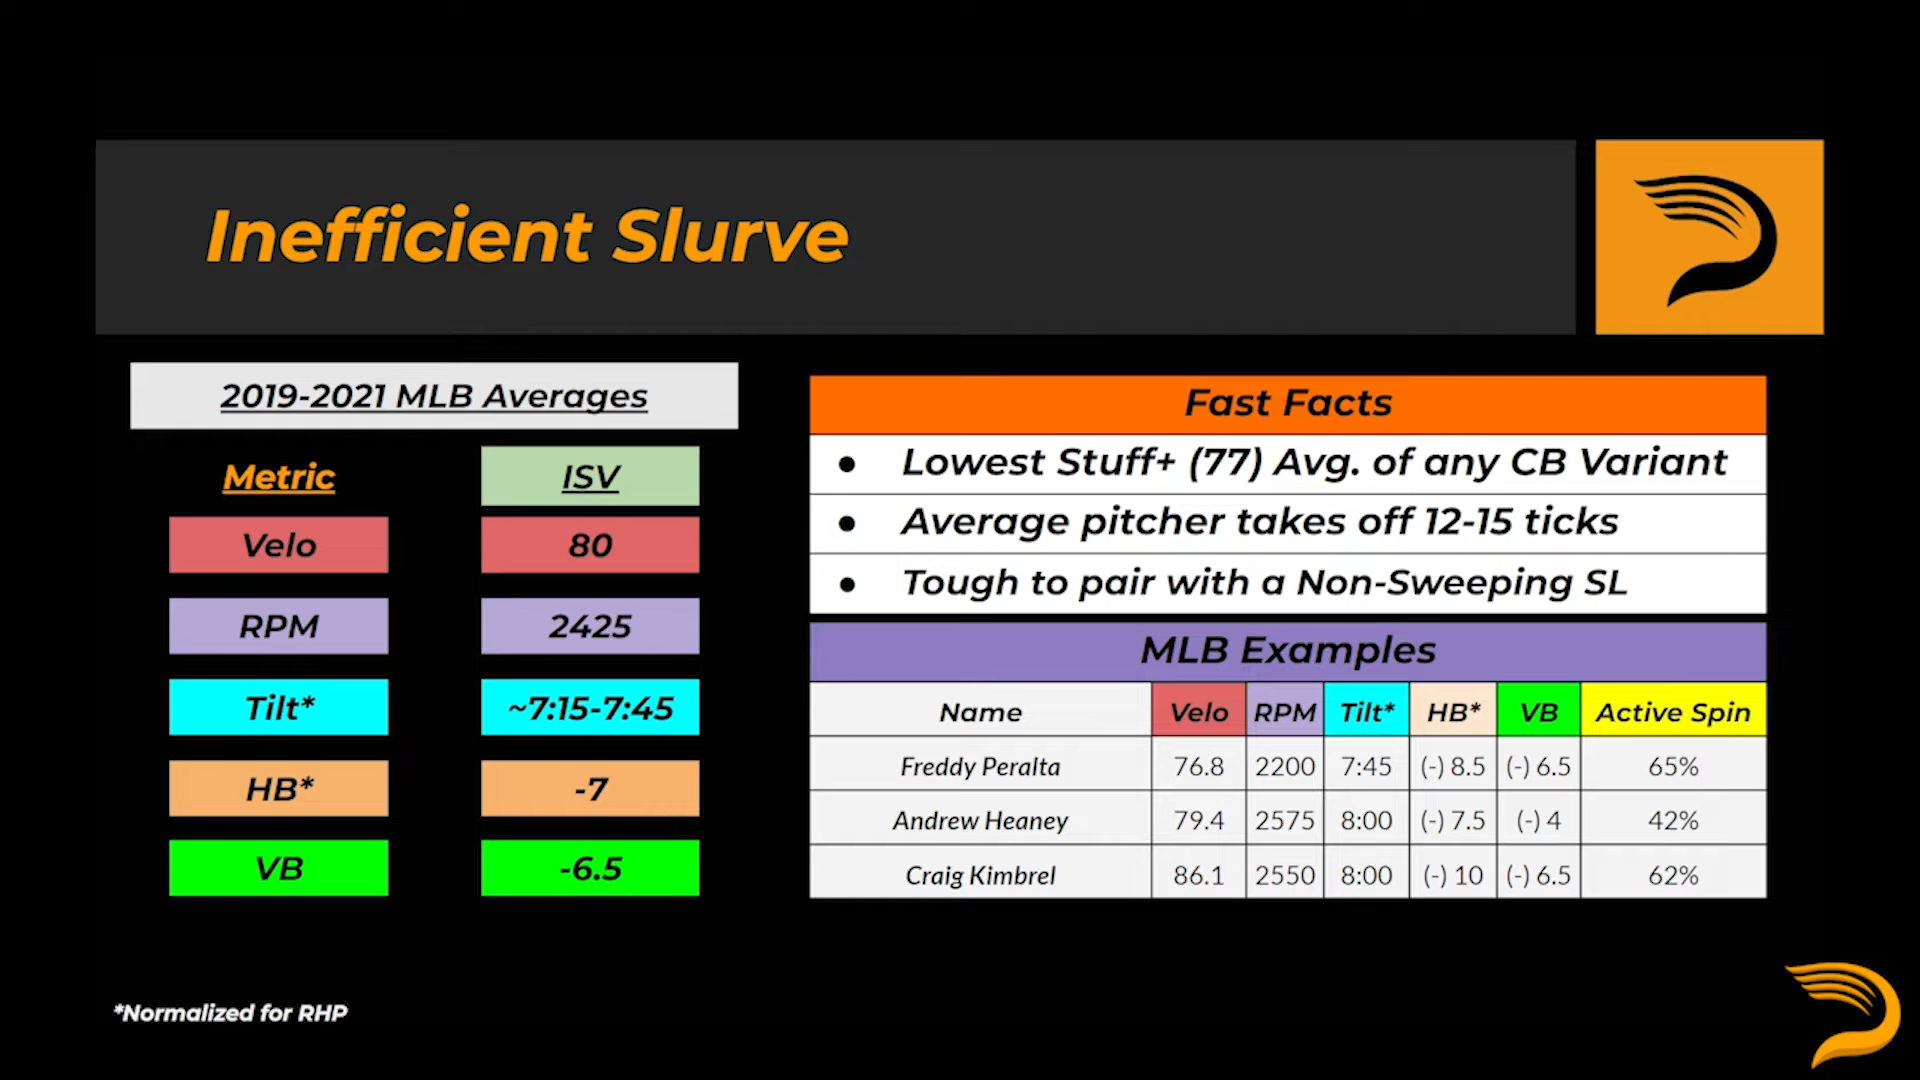 Inefficient Slurve
2019-2021 MLB Averages
Metric ISV
Velo 80
RPM 2425
Tilt* ~7:15-7:45
HB* -7
VB -6.5
Fast Facts
● Lowest Stuff+ (77) Avg. of any CB Variant
● Average pitcher takes off 12-15 ticks
● Tough to pair with a Non-Sweeping SL
MLB Examples
Name Velo RPM Tilt* HB* VB Active Spin
Freddy Peralta 76.8 2200 7:45 (-) 8.5 (-) 6.5 65%
Andrew Heaney 79.4 2575 8:00 (-) 7.5 (-) 4 42%
Craig Kimbrel 86.1 2550 8:00 (-) 10 (-) 6.5 62%
*Normalized for RHP